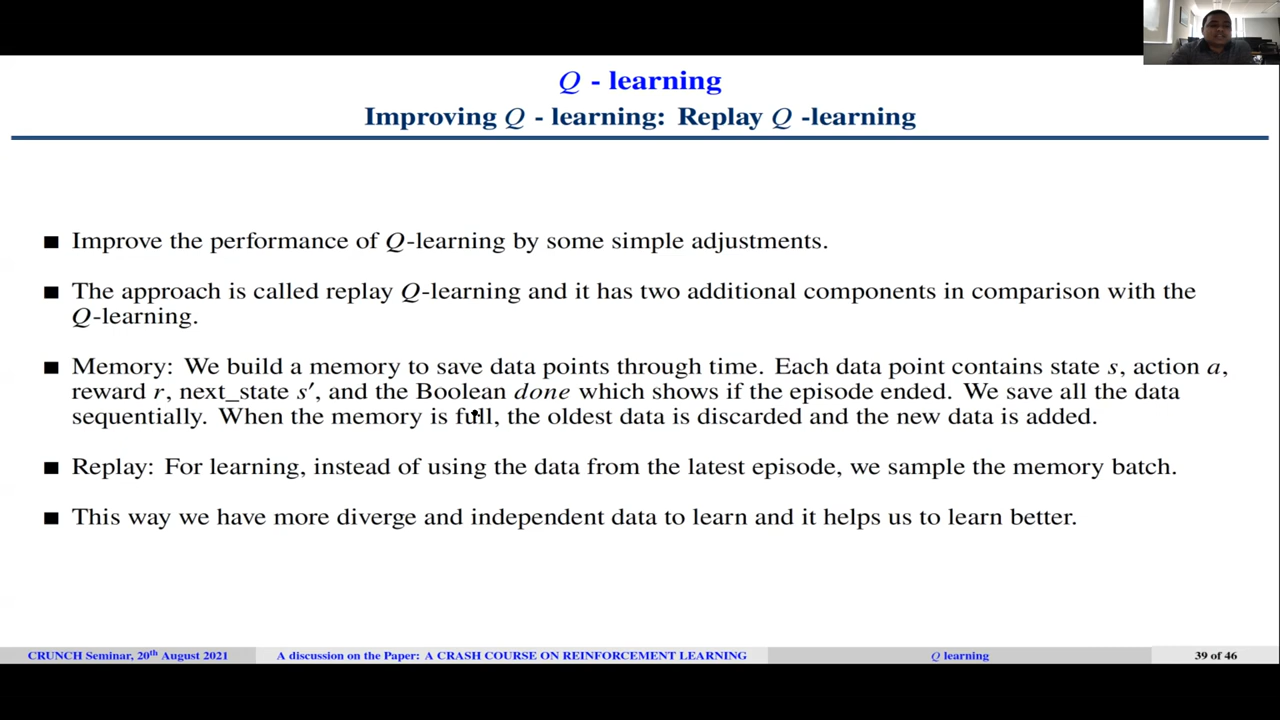 Q - learning
Improving Q - learning: Replay Q -learning
Improve the performance of Q-learning by some simple adjustments.
The approach is called replay Q-learning and it has two additional components in comparison with the
Q-learning.
Memory: We build a memory to save data points through time. Each data point contains state s, action a,
reward r, next_state s′, and the Boolean done which shows if the episode ended. We save all the data
sequentially. When the memory is full, the oldest data is discarded and the new data is added.
Replay: For learning, instead of using the data from the latest episode, we sample the memory batch.
This way we have more diverge and independent data to learn and it helps us to learn better.
CRUNCH Seminar, 20th August 2021 A discussion on the Paper: A CRASH COURSE ON REINFORCEMENT LEARNING Q learning 39 of 46